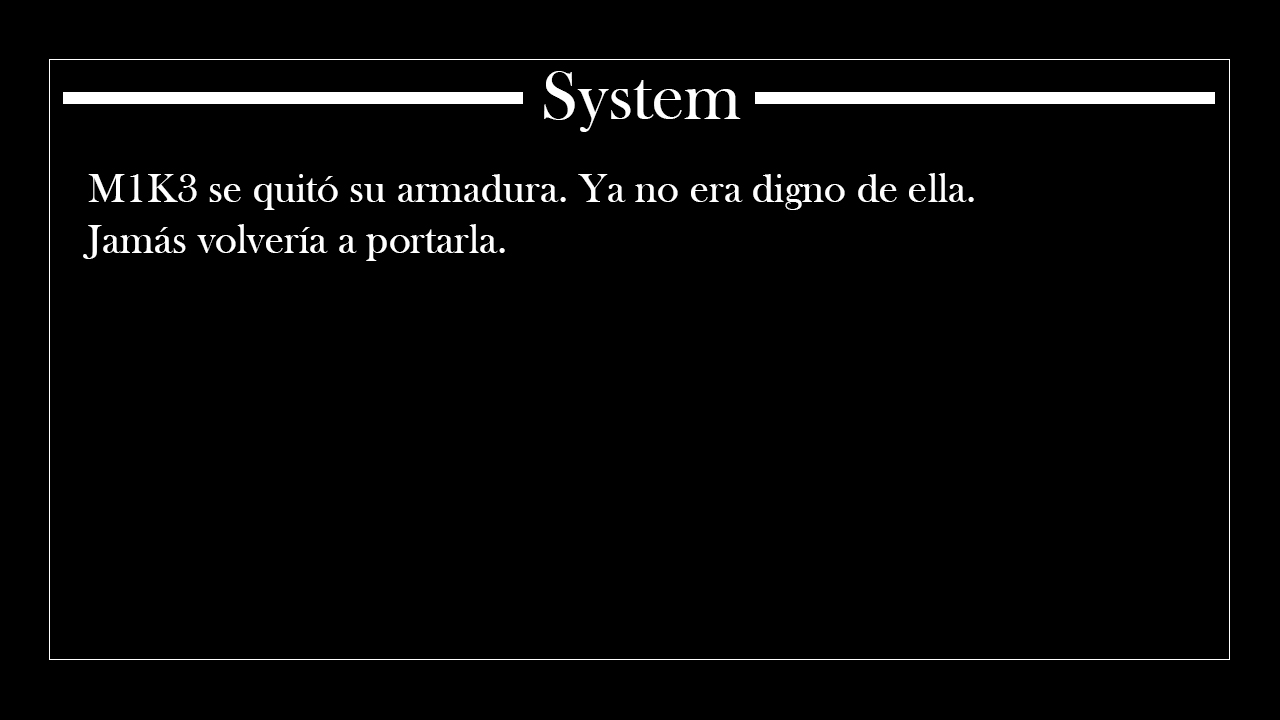 System
M1K3 se quitó su armadura. Ya no era digno de ella.
Jamás volvería a portarla.